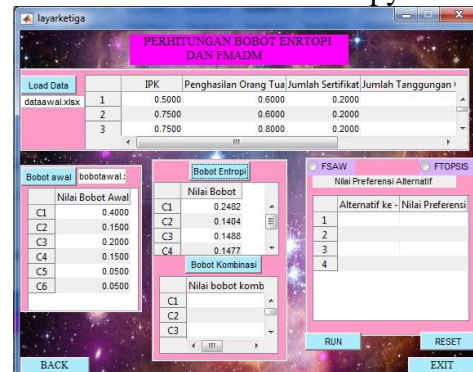 layarketiga
PERHITUNGAN BOBOT ENRTOPI
DAN FMADM
Load Data
dataawal.xlsx
IPK Penghasilan Orang Tua Jumlah Sertifikat Jumlah Tanggungan
1 0.5000 0.6000 0.2000
2 0.7500 0.6000 0.2000
3 0.7500 0.8000 0.2000
Bobot awal bobotawal.
Nilai Bobot Awal
C1 0.4000
C2 0.1500
C3 0.2000
C4 0.1500
C5 0.0500
C6 0.0500
Bobot Entropi
Nilai Bobot
C1 0.2482
C2 0.1404
C3 0.1488
C4 0.1477
Bobot Kombinasi
Nilai bobot komb
C1
C2
C3
FSAW FTOPSIS
Nilai Preferensi Alternatif
Alternatif ke - Nilai Preferensi
1
2
3
4
RUN RESET
BACK EXIT